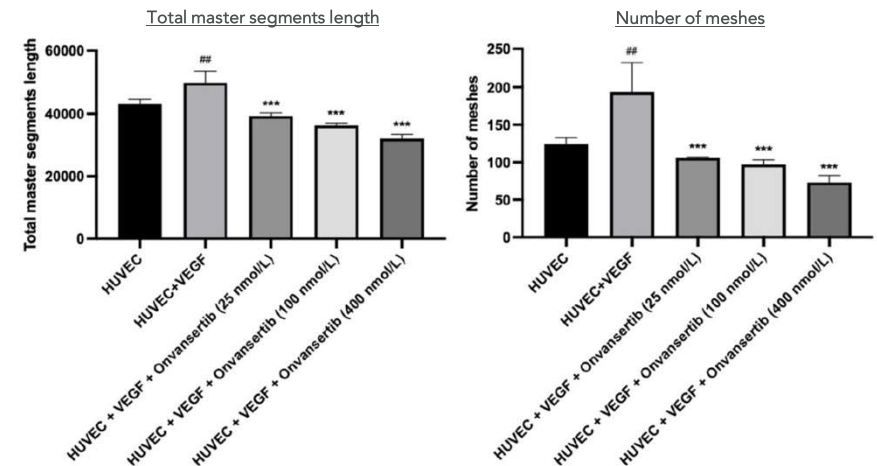 Total master segments length
Total master segments length
60000
40000
20000
0
##
***
***
***
HUVEC
HUVEC+VEGF
HUVEC + VEGF + Onvansertib (25 nmol/L)
HUVEC + VEGF + Onvansertib (100 nmol/L)
HUVEC + VEGF + Onvansertib (400 nmol/L)
Number of meshes
Number of meshes
250
200
150
100
50
0
##
***
***
***
HUVEC
HUVEC+VEGF
HUVEC + VEGF + Onvansertib (25 nmol/L)
HUVEC + VEGF + Onvansertib (100 nmol/L)
HUVEC + VEGF + Onvansertib (400 nmol/L)